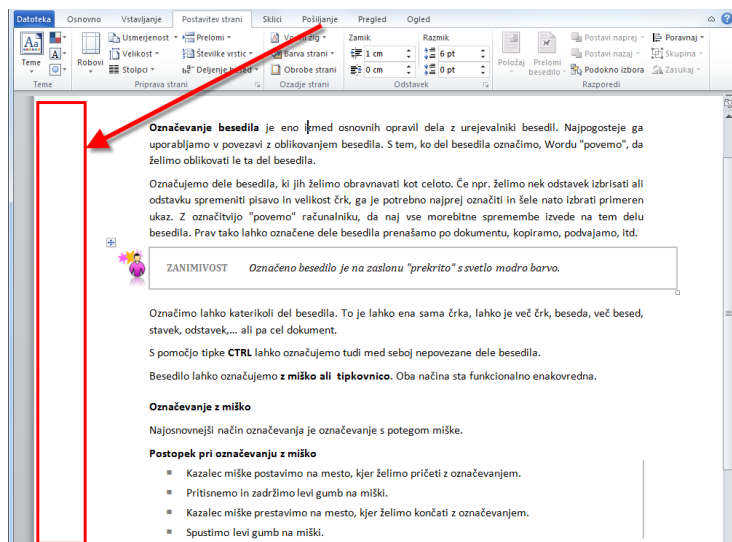 Datoteka Osnovno Vstavljanje Postavitev strani Sklici Pošiljanje Pregled Ogled
Aa Usmerjenost Prelomi Zamik Razmik Postavi naprej Poravnaj
A Velikost Številke vrstic Barva strani 1 cm 6 pt Postavi nazaj Skupina
Teme Robovi Stolpci Deljenje besed Obrobe strani 0 cm 0 pt Položaj Prelomi besedilo Podokno izbora Zasukaj
Teme Priprava strani Ozadje strani Odstavek Razporedi
Označevanje besedila je eno izmed osnovnih opravil dela z urejevalniki besedil. Najpogosteje ga
uporabljamo v povezavi z oblikovanjem besedila. S tem, ko del besedila označimo, Wordu "povemo", da
želimo oblikovati le ta del besedila.
Označujemo dele besedila, ki jih želimo obravnavati kot celoto. Če npr. želimo nek odstavek izbrisati ali
odstavku spremeniti pisavo in velikost črk, ga je potrebno najprej označiti in šele nato izbrati primeren
ukaz. Z označitvijo "povemo" računalniku, da naj vse morebitne spremembe izvede na tem delu
besedila. Prav tako lahko označene dele besedila prenašamo po dokumentu, kopiramo, podvajamo, itd.
ZANIMIVOST Označeno besedilo je na zaslonu "prekrito" s svetlo modro barvo.
Označimo lahko katerikoli del besedila. To je lahko ena sama črka, lahko je več črk, beseda, več besed,
stavek, odstavek,... ali pa cel dokument.
S pomočjo tipke CTRL lahko označujemo tudi med seboj nepovezane dele besedila.
Besedilo lahko označujemo z miško ali tipkovnico. Oba načina sta funkcionalno enakovredna.
Označevanje z miško
Najosnovnejši način označevanja je označevanje s potegom miške.
Postopek pri označevanju z miško
Kazalec miške postavimo na mesto, kjer želimo pričeti z označevanjem.
Pritisnemo in zadržimo levi gumb na miški.
Kazalec miške prestavimo na mesto, kjer želimo končati z označevanjem.
Spustimo levi gumb na miški.